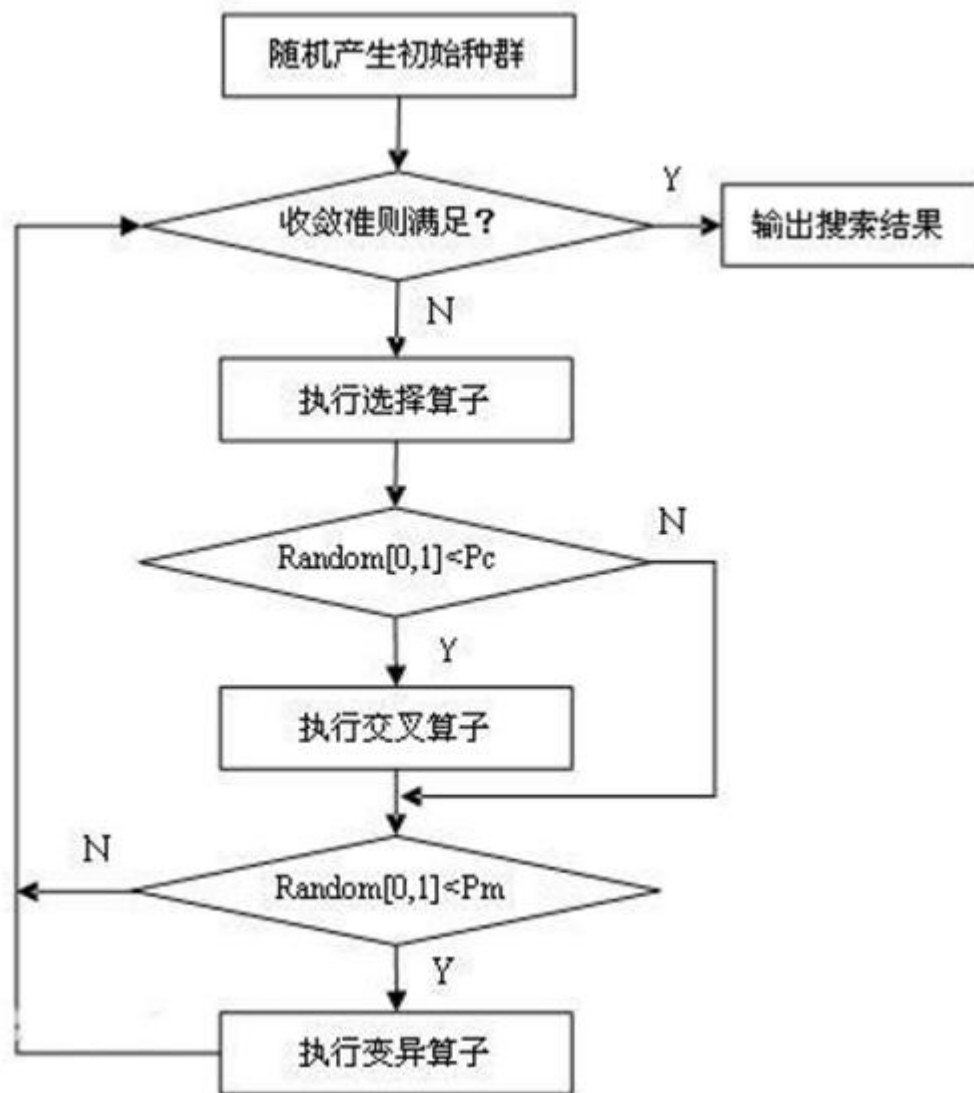 随机产生初始种群
收敛准则满足？
Y
输出搜索结果
N
执行选择算子
Random[0,1]<Pc
N
Y
执行交叉算子
N
Random[0,1]<Pm
Y
执行变异算子